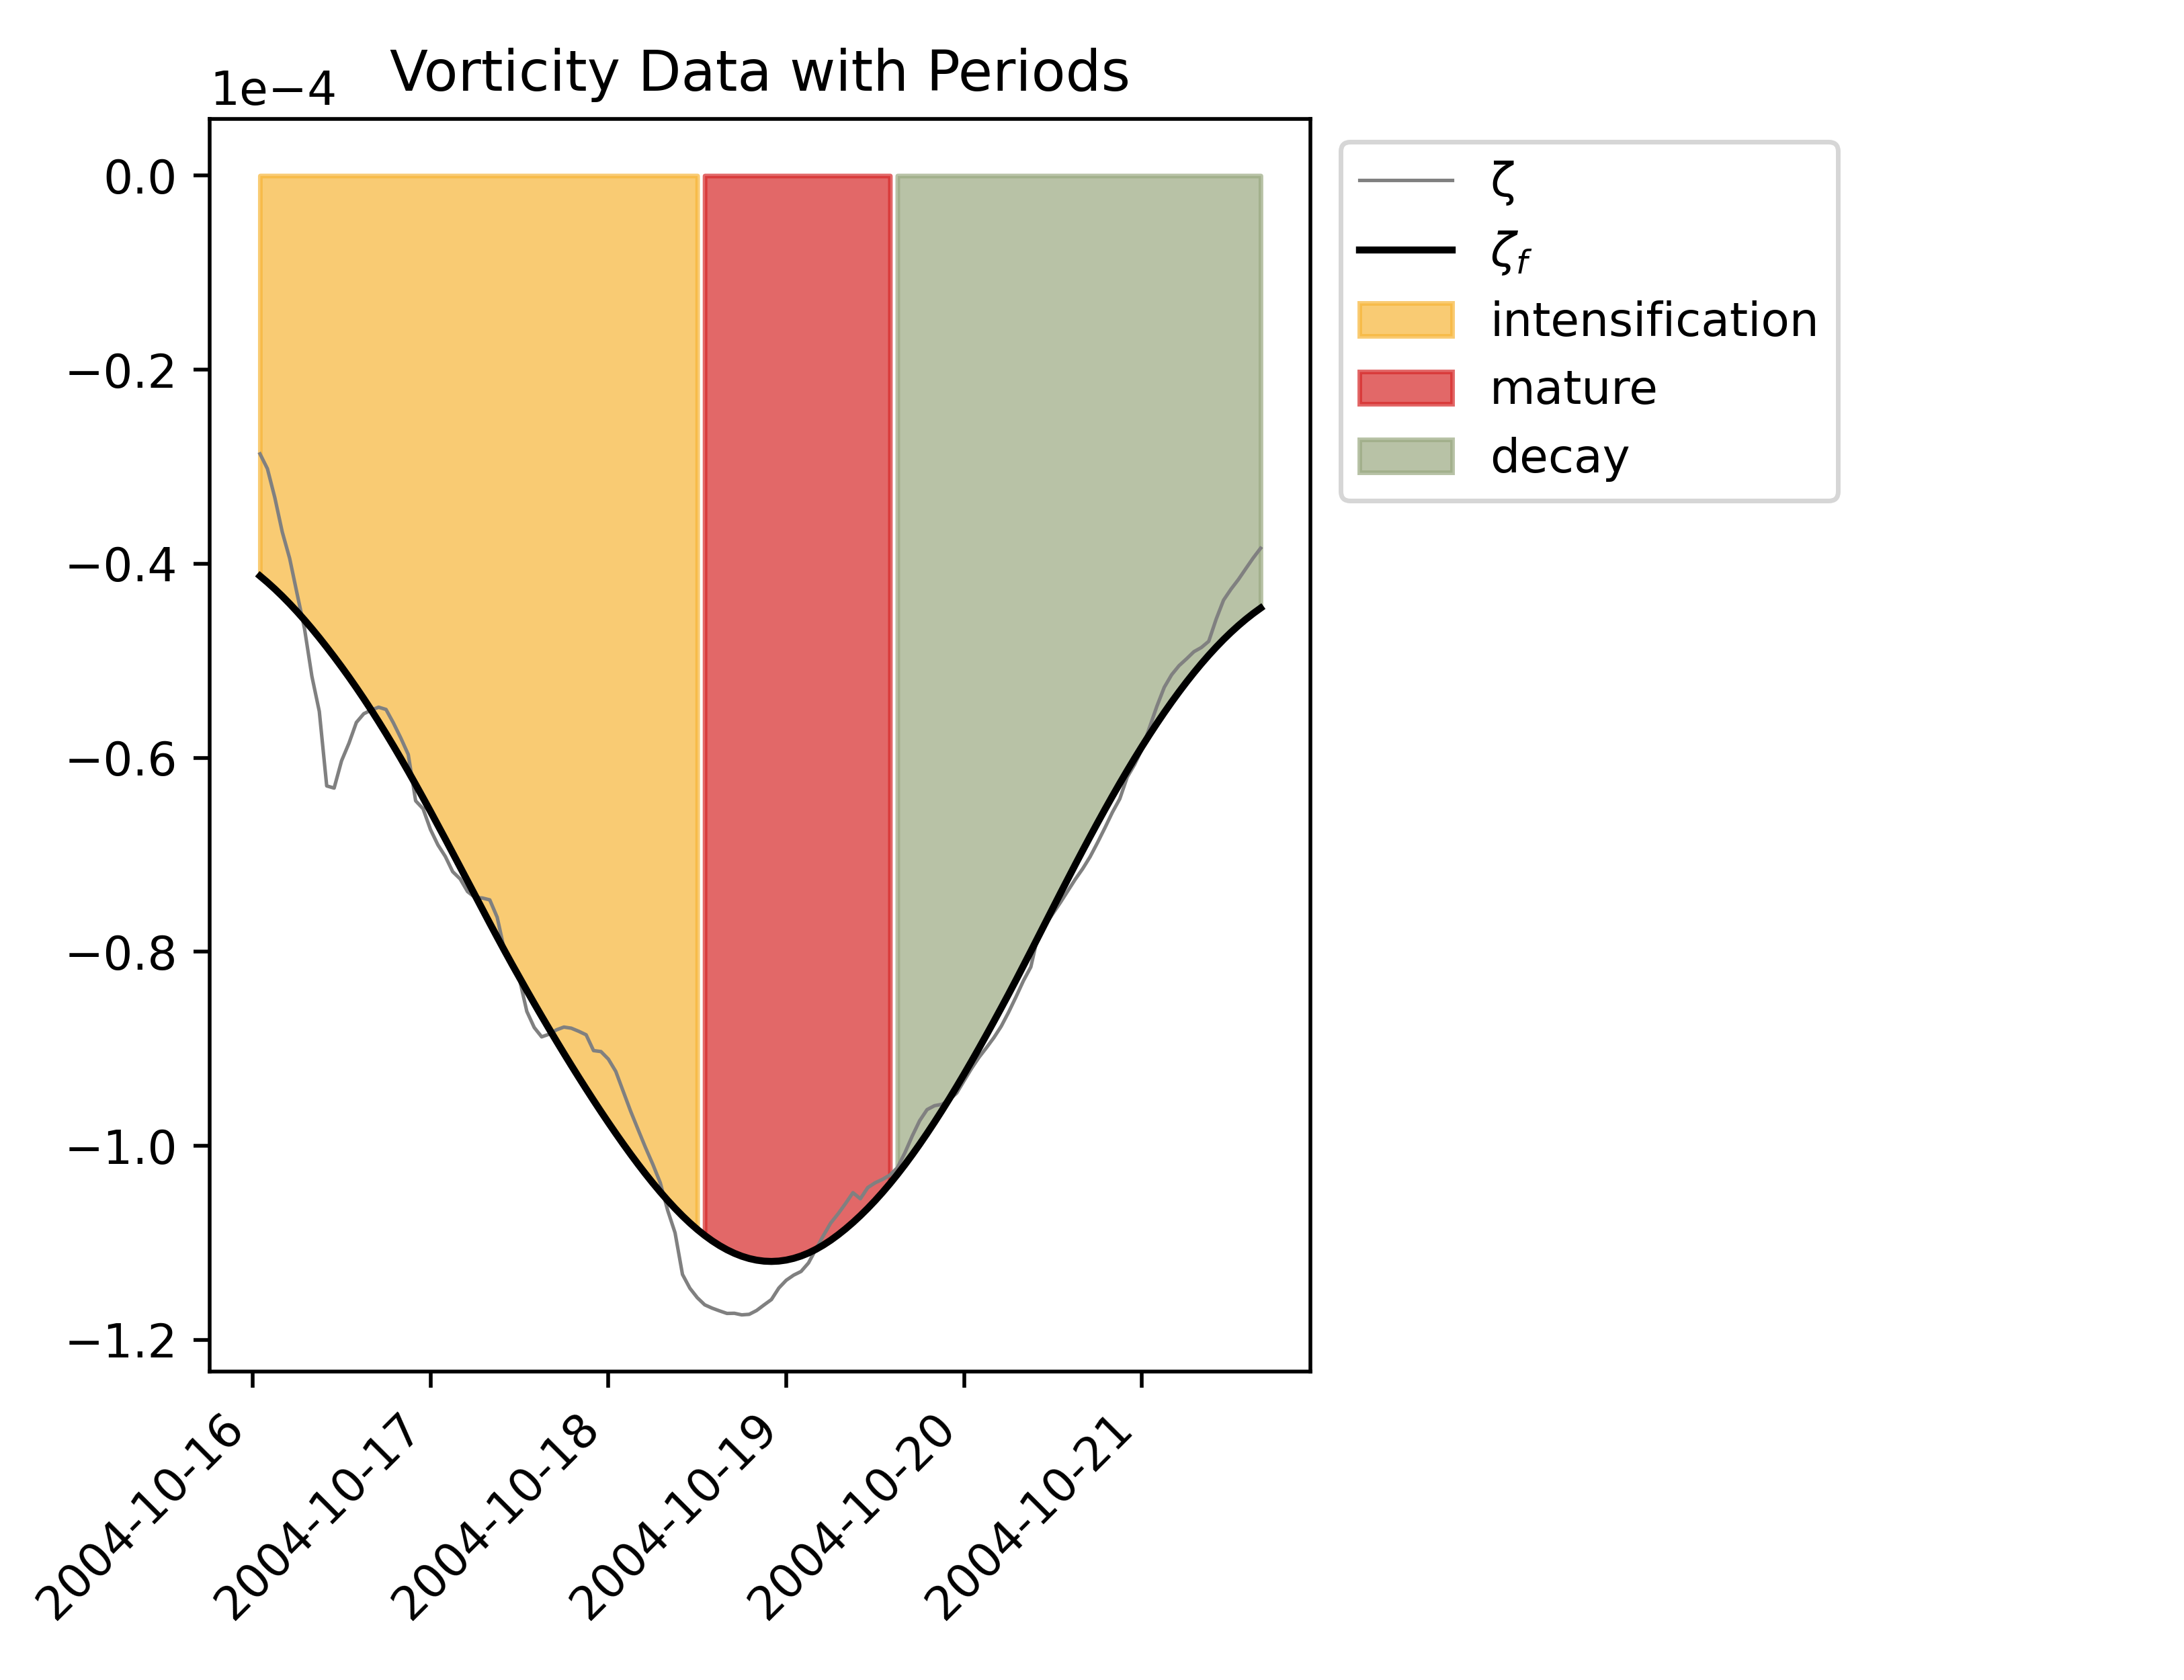 Vorticity Data with Periods
1e−4
0.0
−0.2
−0.4
−0.6
−0.8
−1.0
−1.2
2004-10-16
2004-10-17
2004-10-18
2004-10-19
2004-10-20
2004-10-21
ζ
ζf
intensification
mature
decay